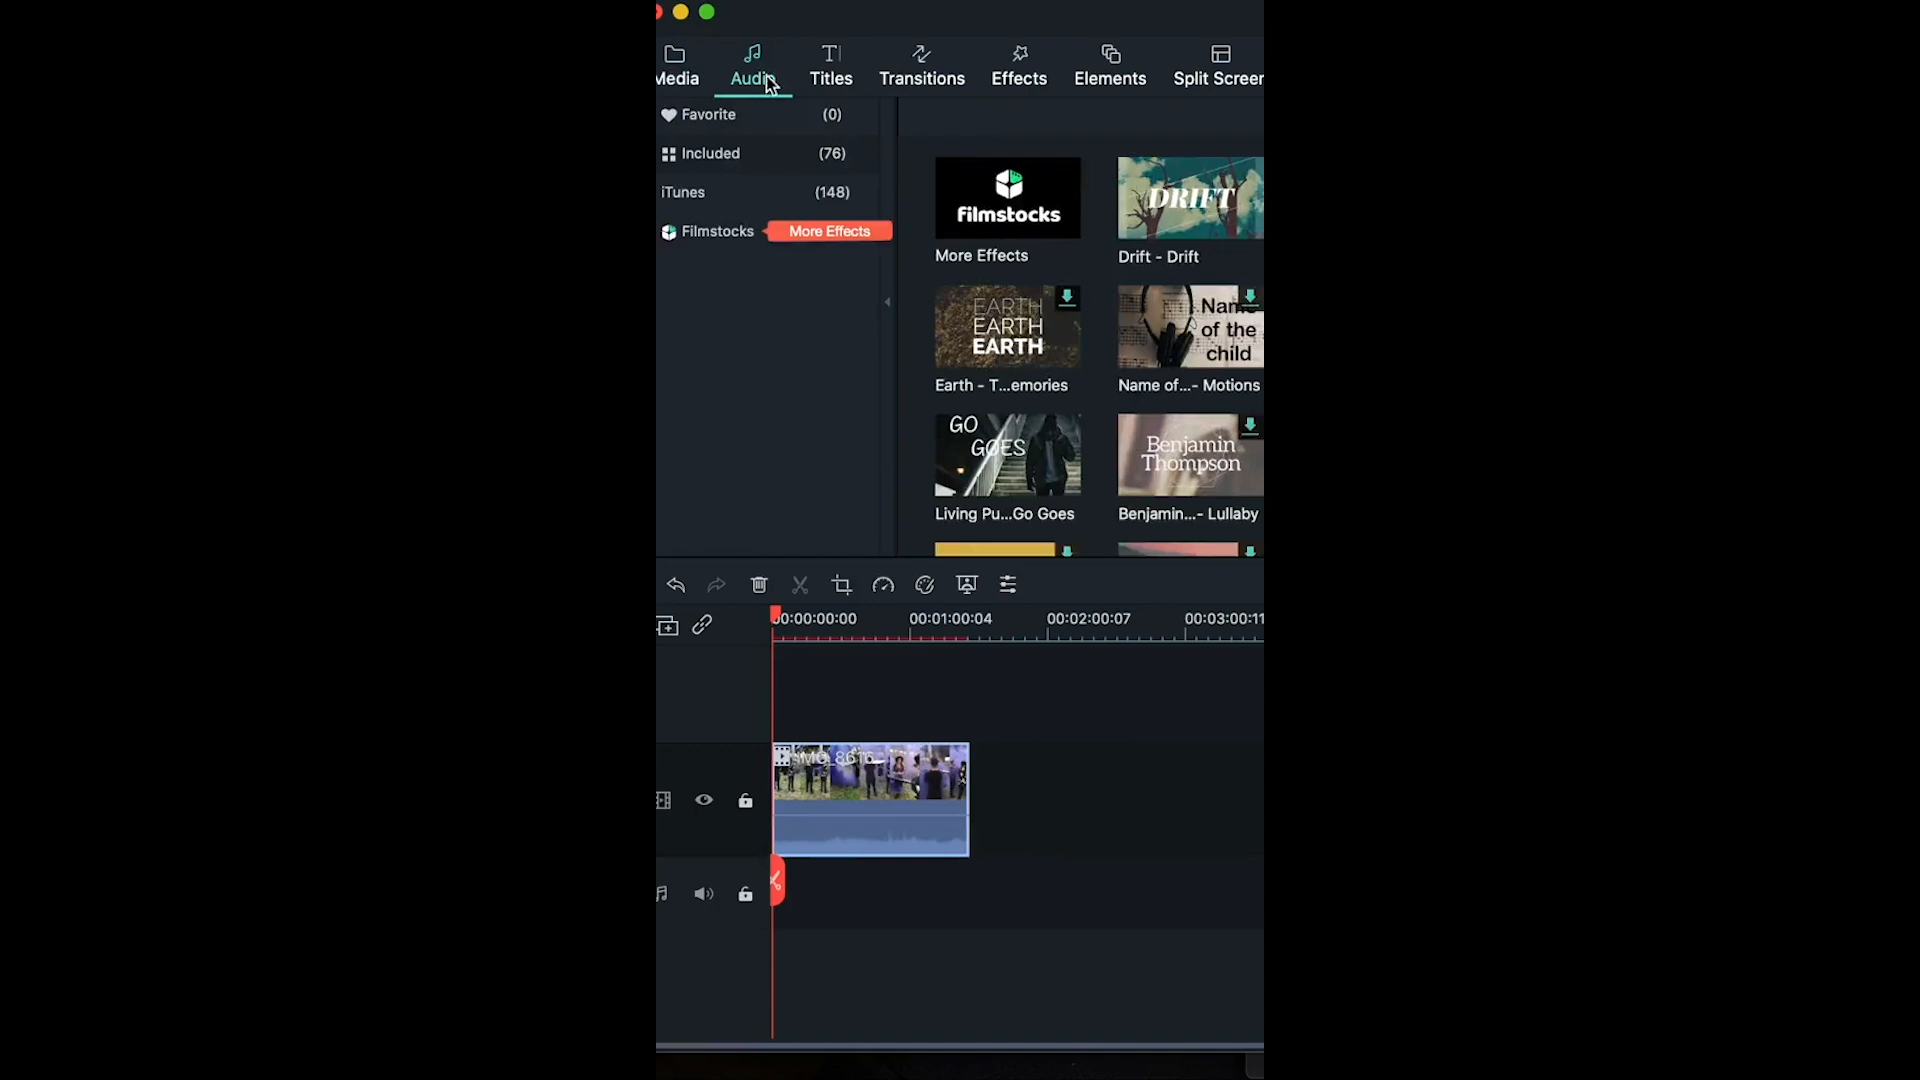 Media
Audio
Titles
Transitions
Effects
Elements
Split Screen
Favorite (0)
Included (76)
iTunes (148)
Filmstocks More Effects
filmstocks
More Effects
DRIFT
Drift - Drift
EARTH
EARTH
EARTH
Earth - T...emories
Name
of the
child
Name of...- Motions
GO
GOES
Living Pu...Go Goes
Benjamin
Thompson
Benjamin...- Lullaby
00:00:00:00 00:01:00:04 00:02:00:07 00:03:00:11
IMG_8616